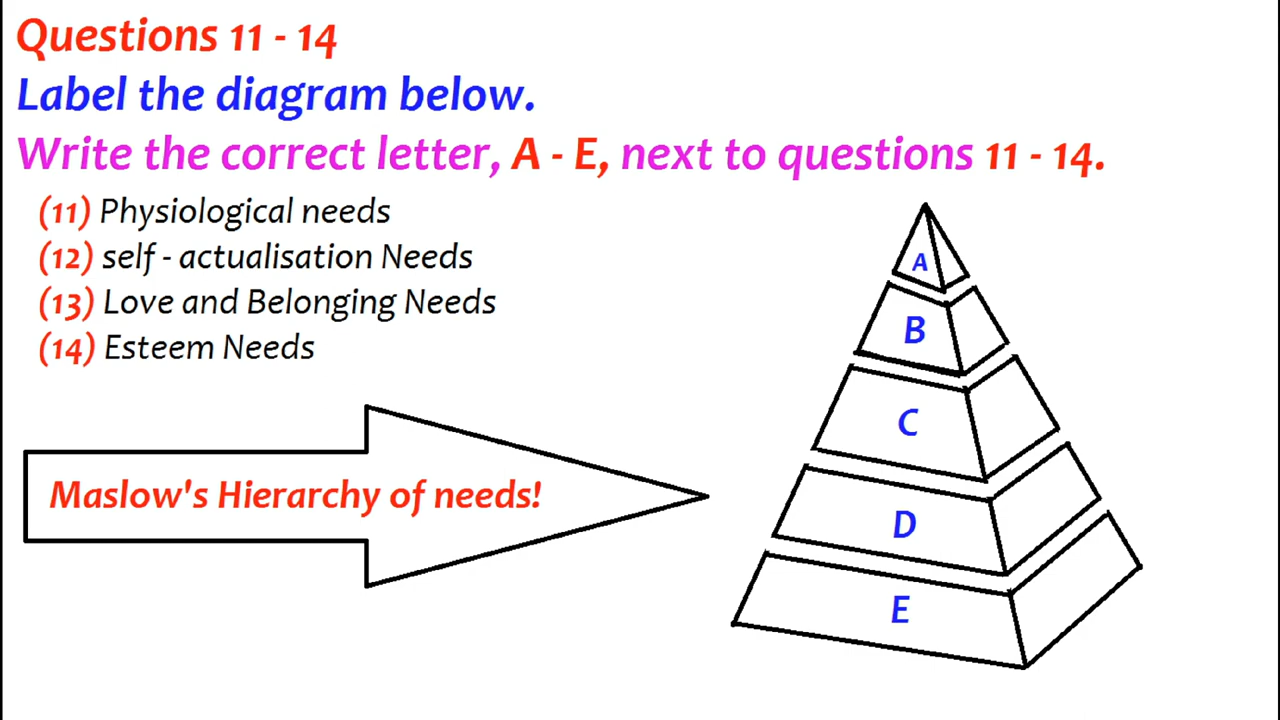 Questions 11 - 14
Label the diagram below.
Write the correct letter, A - E, next to questions 11 - 14.
(11) Physiological needs
(12) self - actualisation Needs
(13) Love and Belonging Needs
(14) Esteem Needs
Maslow's Hierarchy of needs!
A
B
C
D
E